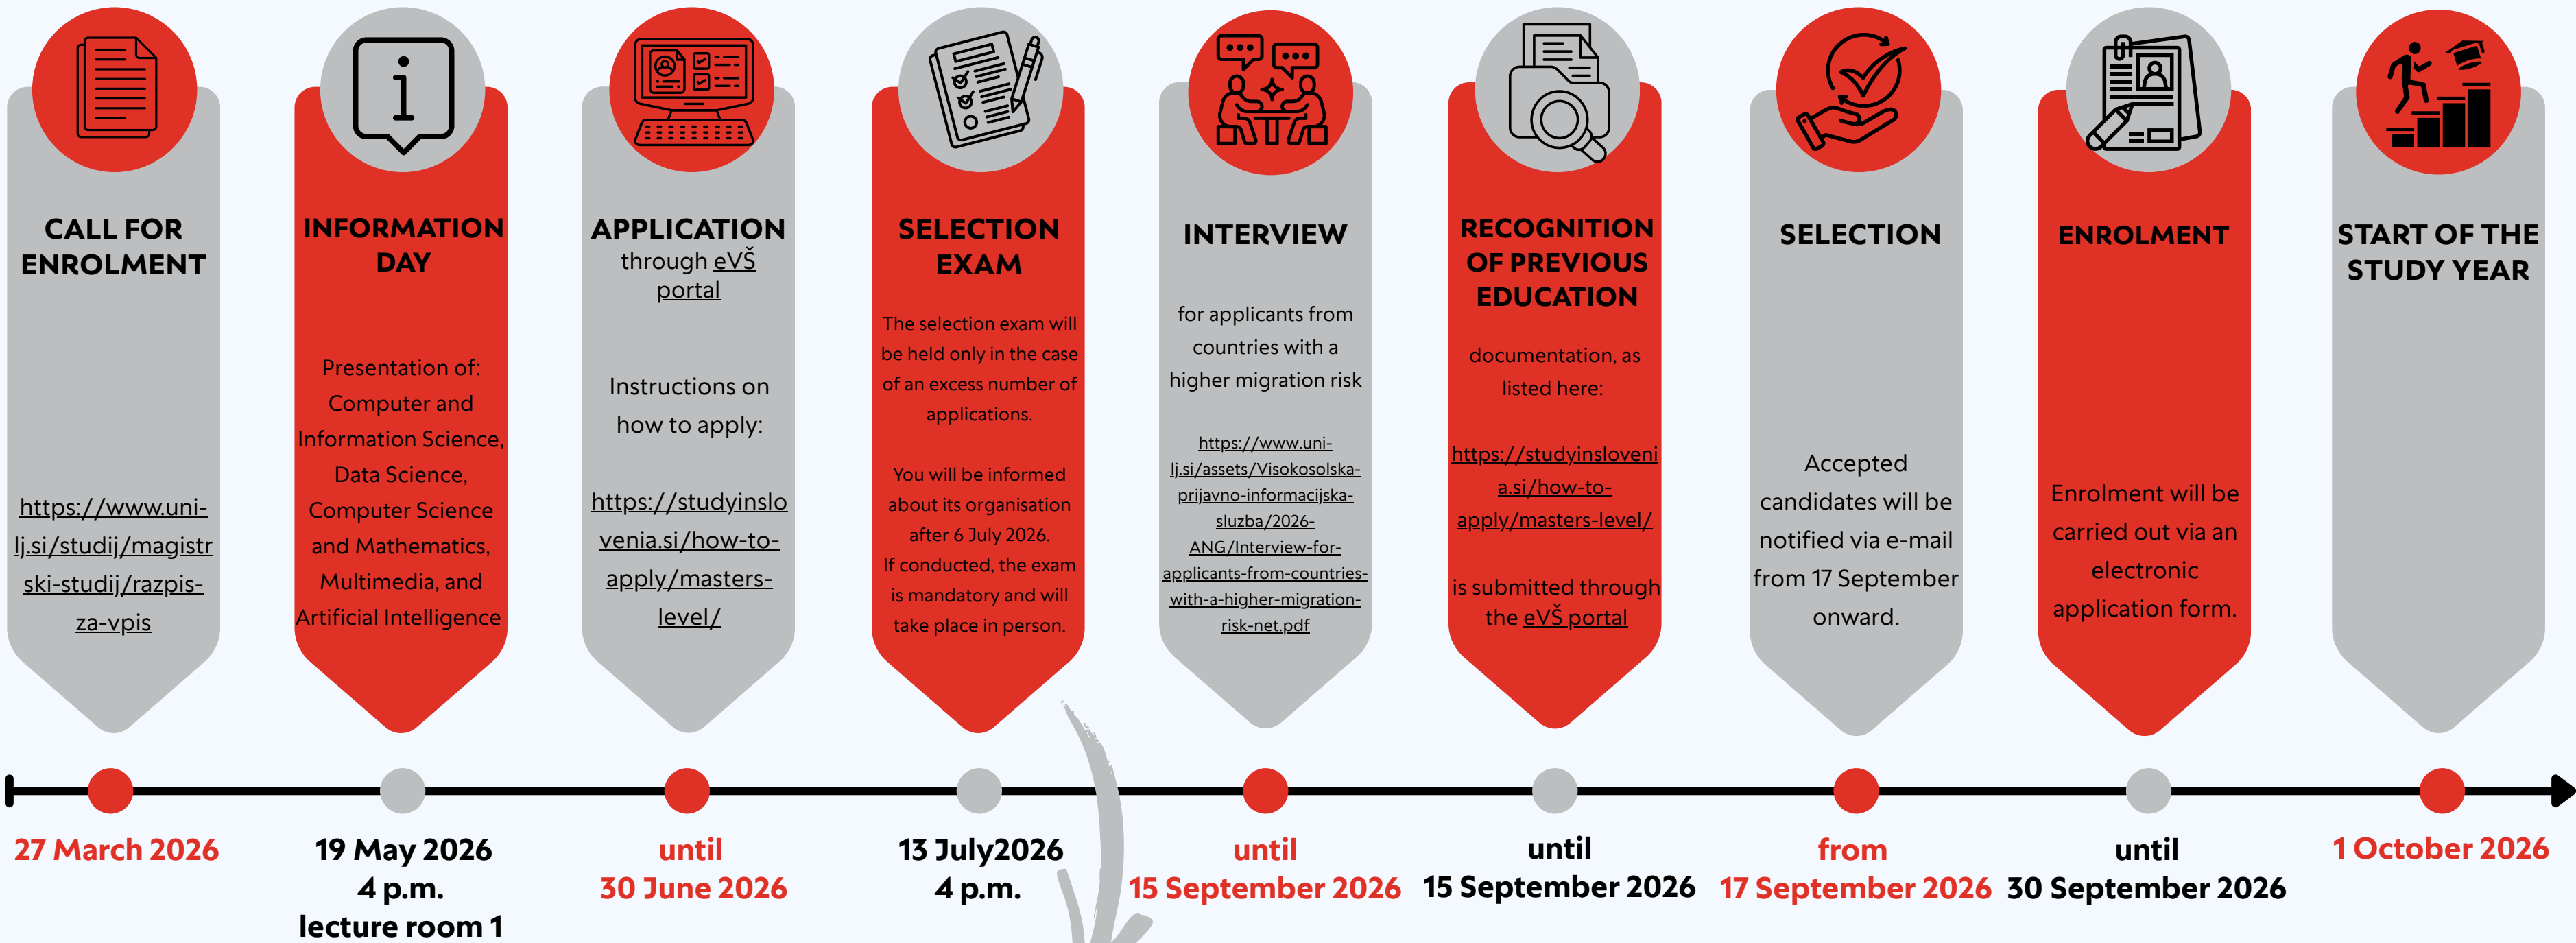 CALL FOR
ENROLMENT
https://www.uni-
lj.si/studij/magistr
ski-studij/razpis-
za-vpis
27 March 2026
INFORMATION
DAY
Presentation of:
Computer and
Information Science,
Data Science,
Computer Science
and Mathematics,
Multimedia, and
Artificial Intelligence
19 May 2026
4 p.m.
lecture room 1
APPLICATION
through eVŠ
portal
Instructions on
how to apply:
https://studyinslo
venia.si/how-to-
apply/masters-
level/
until
30 June 2026
SELECTION
EXAM
The selection exam will
be held only in the case
of an excess number of
applications.
You will be informed
about its organisation
after 6 July 2026.
If conducted, the exam
is mandatory and will
take place in person.
13 July2026
4 p.m.
INTERVIEW
for applicants from
countries with a
higher migration risk
https://www.uni-
lj.si/assets/Visokosolska-
prijavno-informacijska-
sluzba/2026-
ANG/Interview-for-
applicants-from-countries-
with-a-higher-migration-
risk-net.pdf
until
15 September 2026
RECOGNITION
OF PREVIOUS
EDUCATION
documentation, as
listed here:
https://studyinsloveni
a.si/how-to-
apply/masters-level/
is submitted through
the eVŠ portal
until
15 September 2026
SELECTION
Accepted
candidates will be
notified via e-mail
from 17 September
onward.
from
17 September 2026
ENROLMENT
Enrolment will be
carried out via an
electronic
application form.
until
30 September 2026
START OF THE
STUDY YEAR
1 October 2026